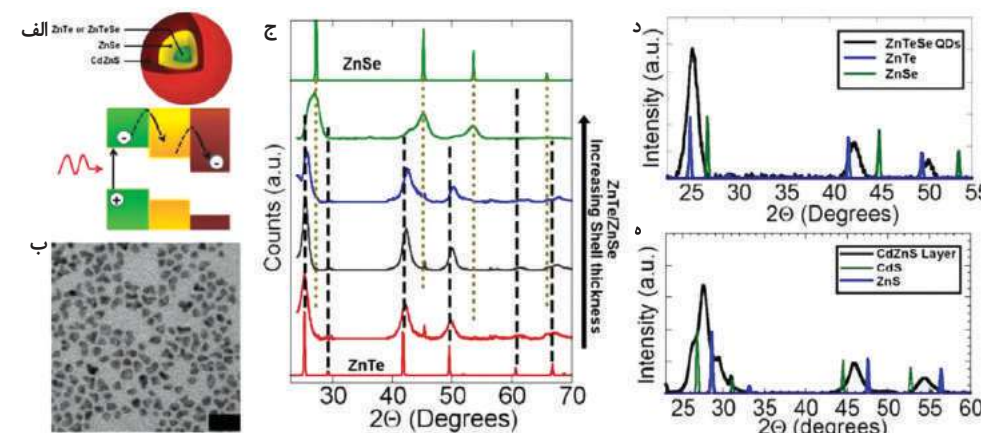 الف
ZnTe or ZnTeSe
ZnSe
CdZnS
-
-
+
ب
ج
ZnSe
Counts (a.u.)
ZnTe
30 40 50 60 70
2Θ (Degrees)
ZnTe/ZnSe
Increasing Shell thickness
د
Intensity (a.u.)
ZnTeSe QDs
ZnTe
ZnSe
25 30 35 40 45 50 55
2Θ (Degrees)
ه
Intensity (a.u.)
CdZnS Layer
CdS
ZnS
25 30 35 40 45 50 55 60
2Θ (degrees)